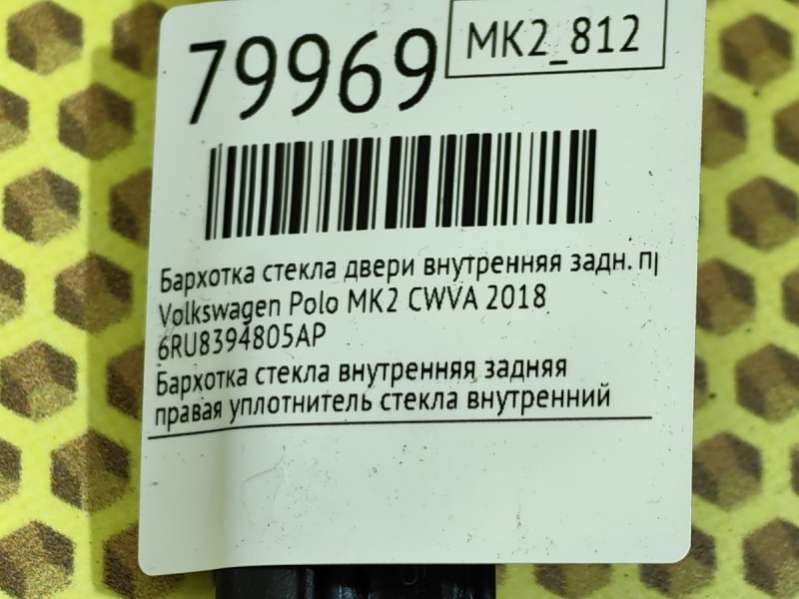 79969
MK2_812
Бархотка стекла двери внутренняя задн. п
Volkswagen Polo MK2 CWVA 2018
6RU8394805AP
Бархотка стекла внутренняя задняя
правая уплотнитель стекла внутренний